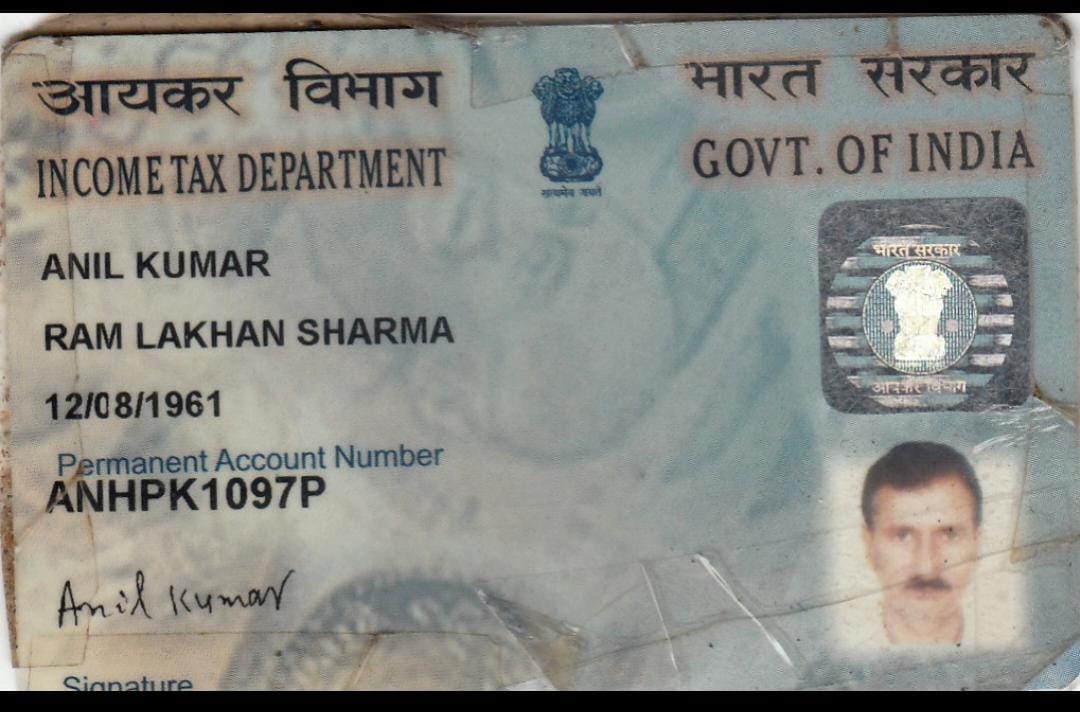 आयकर विभाग
INCOME TAX DEPARTMENT
सत्यमेव जयते
भारत सरकार
GOVT. OF INDIA
ANIL KUMAR
RAM LAKHAN SHARMA
12/08/1961
Permanent Account Number
ANHPK1097P
Anil Kumar
Signature
भारत सरकार
आयकर विभाग